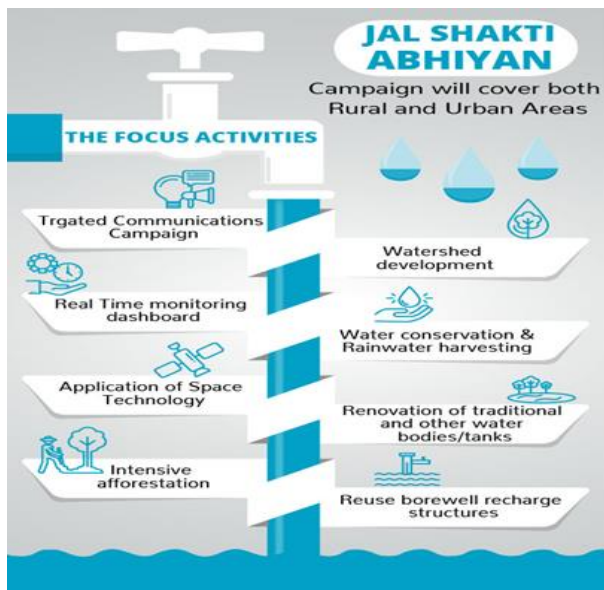 JAL SHAKTI
ABHIYAN
Campaign will cover both
Rural and Urban Areas
THE FOCUS ACTIVITIES
Trgated Communications
Campaign
Watershed
development
Real Time monitoring
dashboard
Water conservation &
Rainwater harvesting
Application of Space
Technology
Renovation of traditional
and other water
bodies/tanks
Intensive
afforestation
Reuse borewell recharge
structures